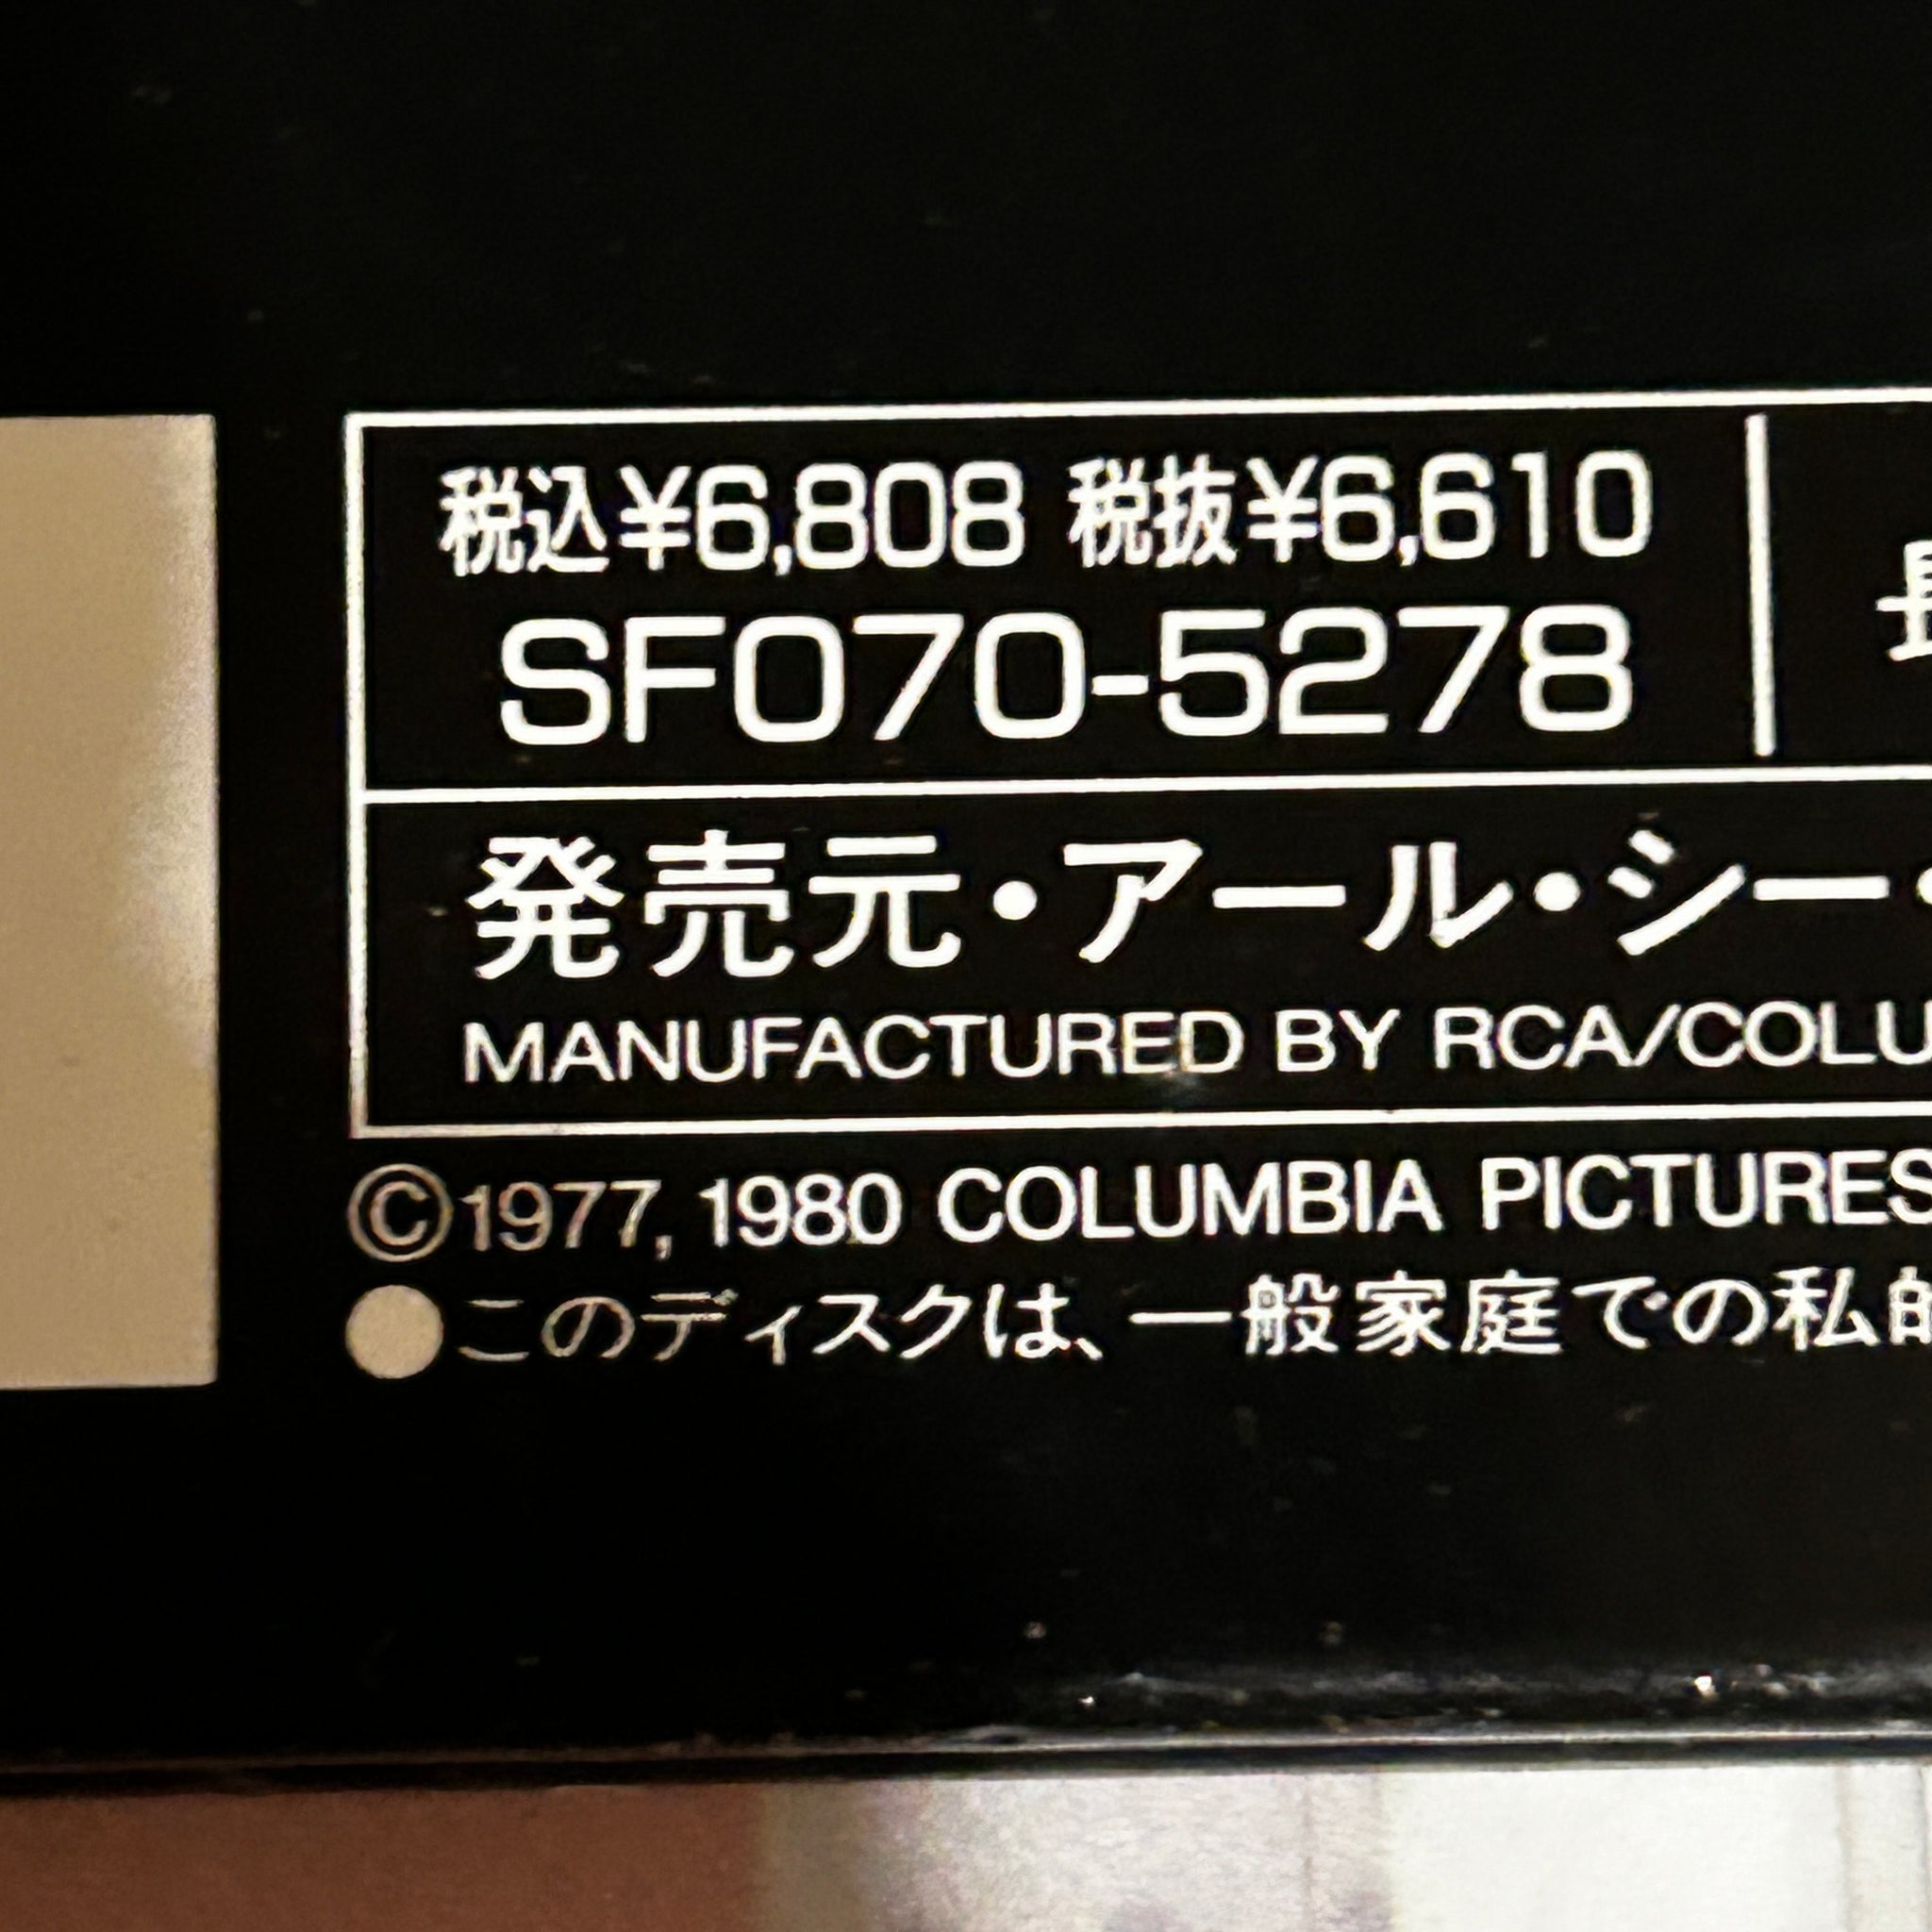 税込¥6,808 税抜¥6,610
SF070-5278
長
発売元・アール・シー・
MANUFACTURED BY RCA/COLU
©1977, 1980 COLUMBIA PICTURES
●このディスクは、一般家庭での私的